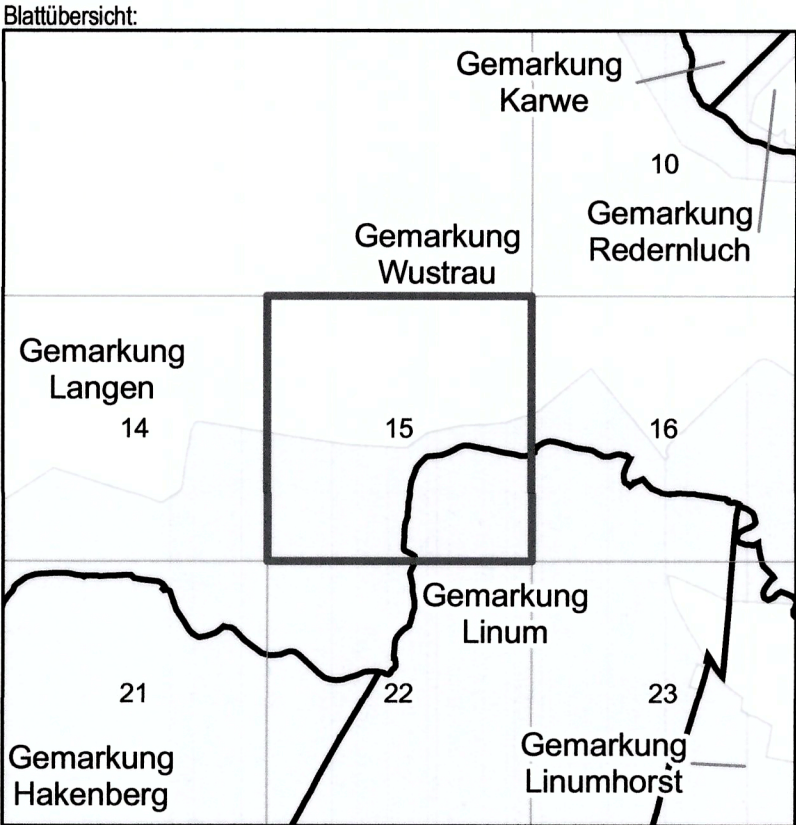 Blattübersicht:
Gemarkung
Karwe
10
Gemarkung
Redernluch
Gemarkung
Wustrau
Gemarkung
Langen
14
15
16
Gemarkung
Linum
21
22
23
Gemarkung
Hakenberg
Gemarkung
Linumhorst